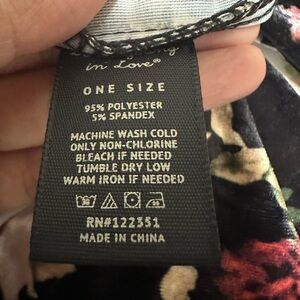 in Love®
ONE SIZE
95% POLYESTER
5% SPANDEX
MACHINE WASH COLD
ONLY NON-CHLORINE
BLEACH IF NEEDED
TUMBLE DRY LOW
WARM IRON IF NEEDED
RN#122351
MADE IN CHINA